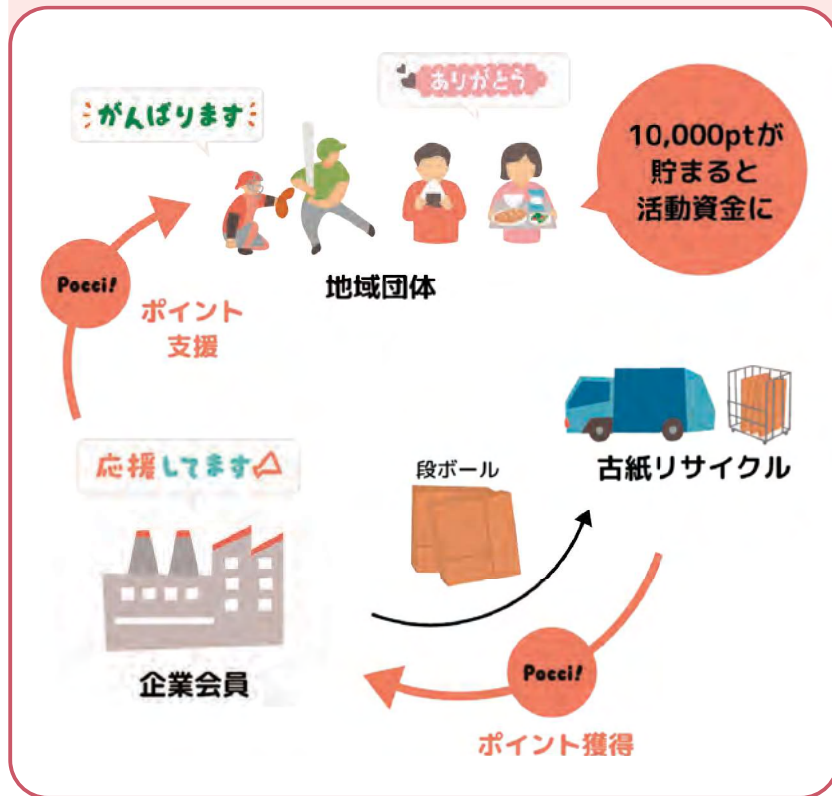 ありがとう
がんばります
10,000ptが
貯まると
活動資金に
Pocci!
地域団体
ポイント
支援
応援してます
段ボール
古紙リサイクル
企業会員
Pocci!
ポイント獲得